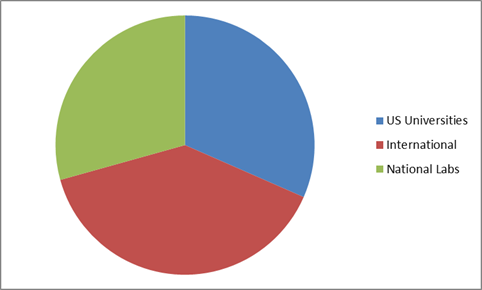 US Universities
International
National Labs